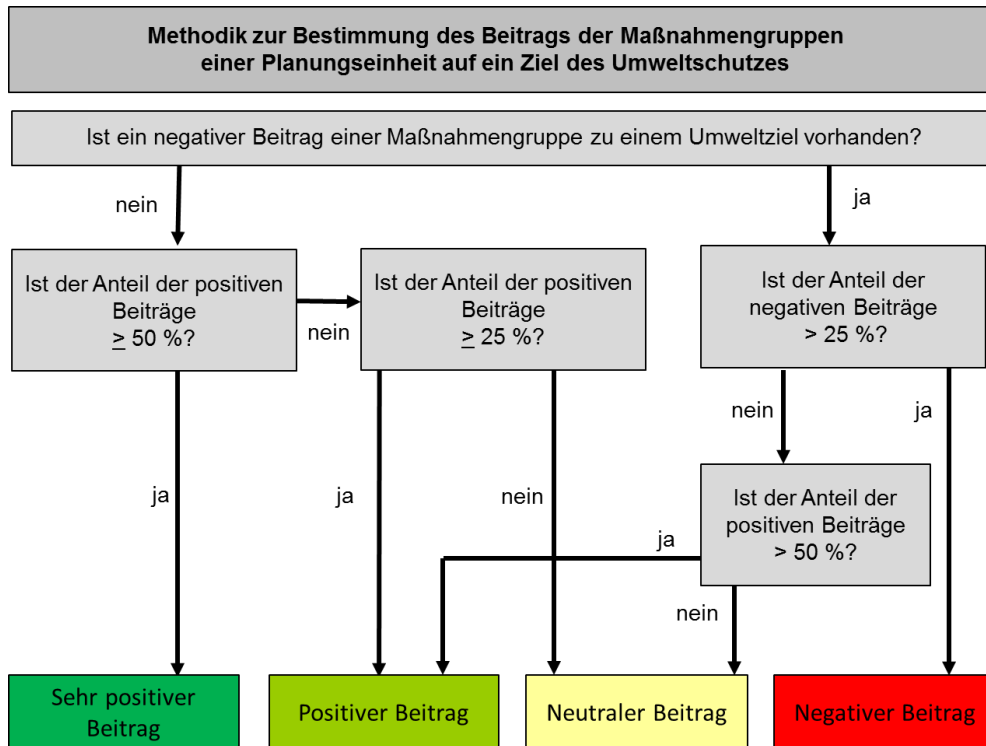 Methodik zur Bestimmung des Beitrags der Maßnahmengruppen
einer Planungseinheit auf ein Ziel des Umweltschutzes
Ist ein negativer Beitrag einer Maßnahmengruppe zu einem Umweltziel vorhanden?
nein
ja
Ist der Anteil der positiven
Beiträge
≥ 50 %?
nein
Ist der Anteil der positiven
Beiträge
≥ 25 %?
Ist der Anteil der
negativen Beiträge
> 25 %?
ja
ja
nein
nein
ja
Ist der Anteil der
positiven Beiträge
> 50 %?
ja
nein
Sehr positiver
Beitrag
Positiver Beitrag
Neutraler Beitrag
Negativer Beitrag